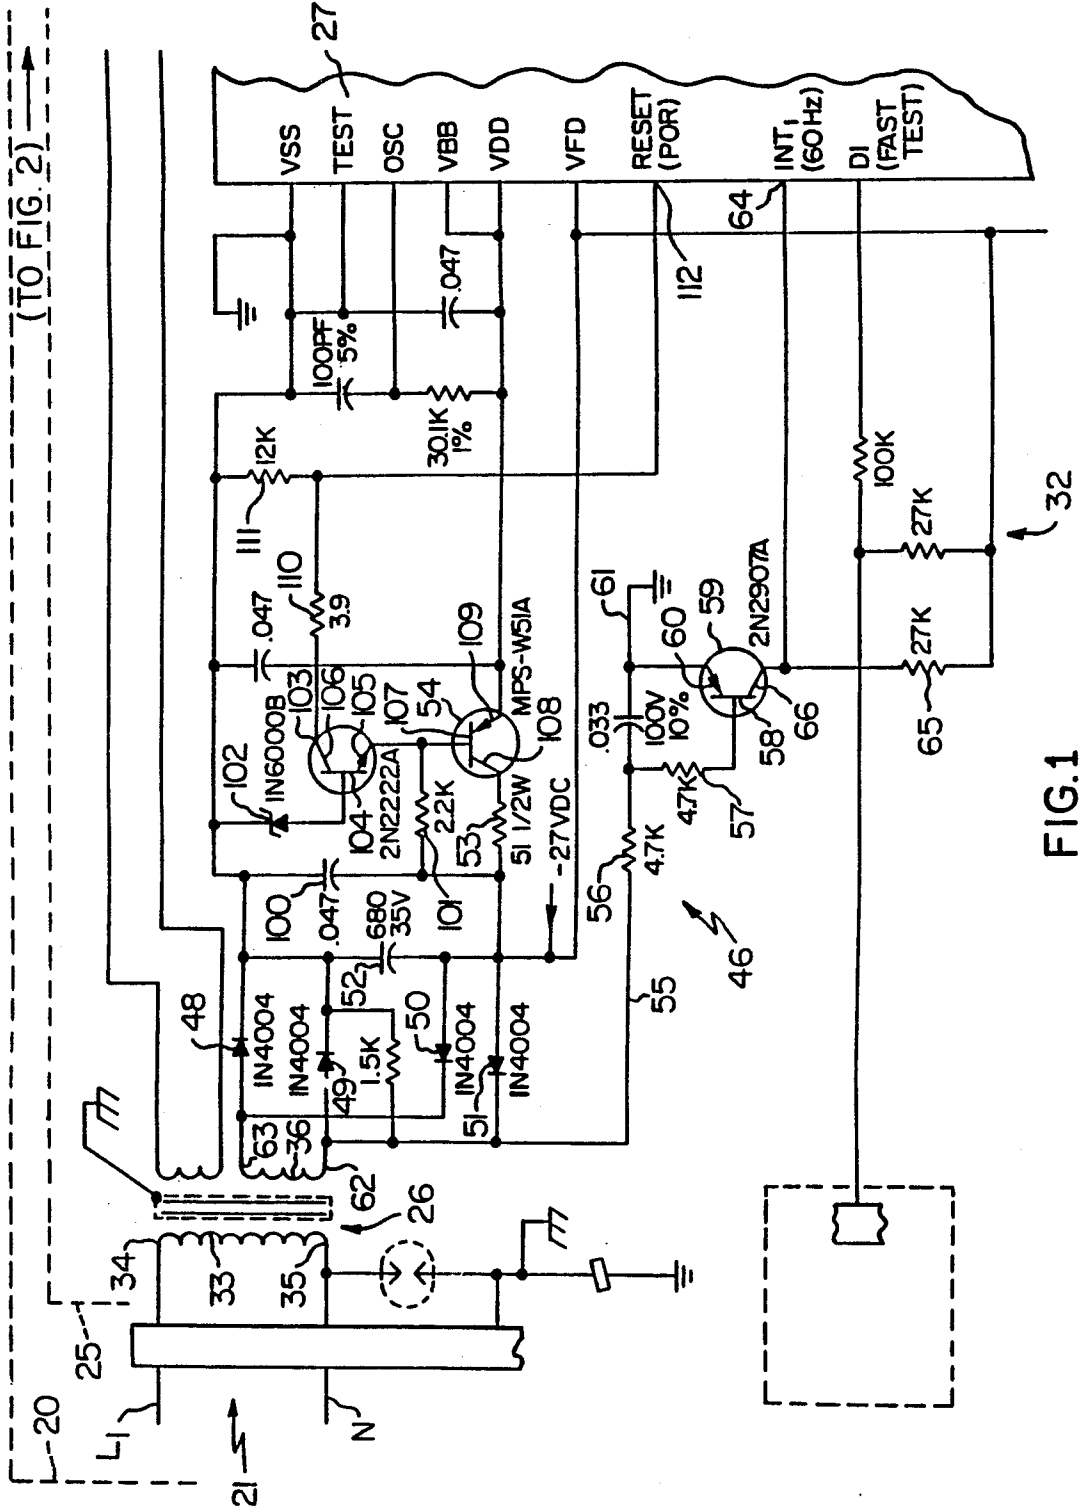 (TO FIG. 2)
20
25
21
L1
N
34
33
35
26
63
36
62
48
1N4004
1N4004
49
1.5K
50
1N4004
51
1N4004
52
680
35V
-27VDC
100
.047
101
2.2K
53
51 1/2W
102
1N6000B
103
106
105
104
2N2222A
107
54
109
MPS-W51A
108
.047
110
3.9
111
12K
100PF
5%
30.1K
1%
.047
VSS
TEST
27
OSC
VBB
VDD
VFD
RESET
(POR)
112
INT1
(60Hz)
64
DI
(FAST
TEST)
55
56
4.7K
46
.033
100V
10%
4.7K
57
61
60
59
2N2907A
58
66
65
27K
27K
100K
32
FIG.1